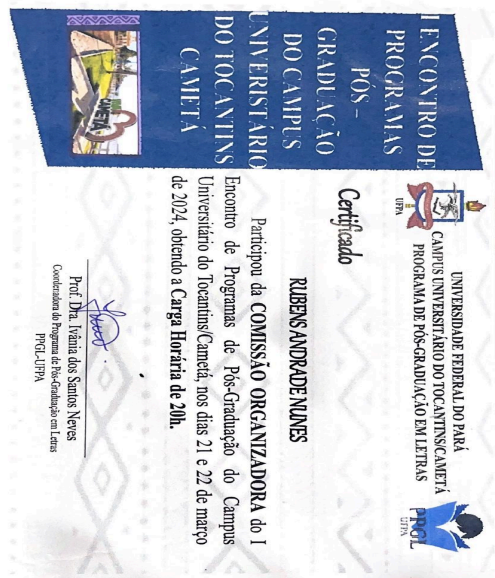 I ENCONTRO DE
PROGRAMAS
PÓS –
GRADUAÇÃO
DO CAMPUS
UNIVERISTÁRIO
DO TOCANTINS
CAMETÁ
CAMETÁ
UFPA
UNIVERSIDADE FEDERAL DO PARÁ
CAMPUS UNIVERSITÁRIO DO TOCANTINS/CAMETÁ
PROGRAMA DE PÓS-GRADUAÇÃO EM LETRAS
PPGL
UFPA
Certificado
RUBENS ANDRADE NUNES
Participou da COMISSÃO ORGANIZADORA do I
Encontro de Programas de Pós-Graduação do Campus
Universitário do Tocantins/Cametá, nos dias 21 e 22 de março
de 2024, obtendo a Carga Horária de 20h.
Prof. Dra. Ivânia dos Santos Neves
Coordenadora do Programa de Pós-Graduação em Letras
PPGL-UFPA